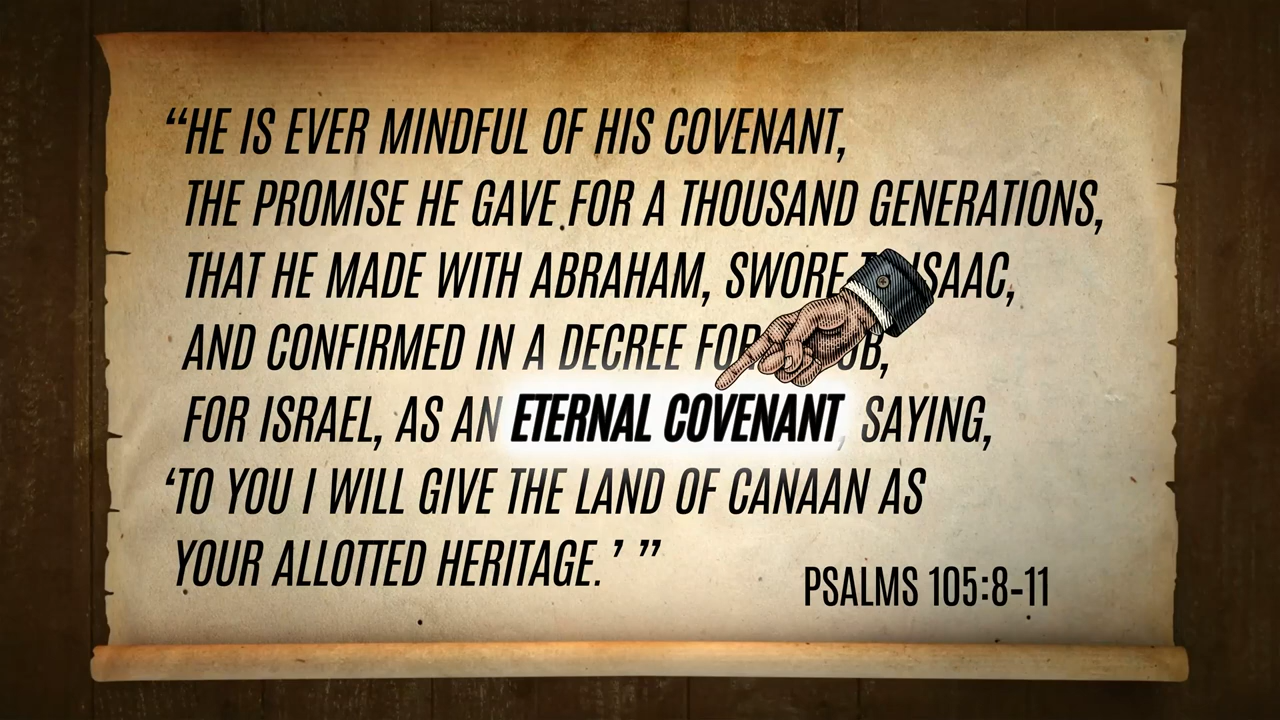 “HE IS EVER MINDFUL OF HIS COVENANT,
THE PROMISE HE GAVE FOR A THOUSAND GENERATIONS,
THAT HE MADE WITH ABRAHAM, SWORE ISAAC,
AND CONFIRMED IN A DECREE FOR
FOR ISRAEL, AS AN ETERNAL COVENANT, SAYING,
‘TO YOU I WILL GIVE THE LAND OF CANAAN AS
YOUR ALLOTTED HERITAGE.’ ”
PSALMS 105:8-11